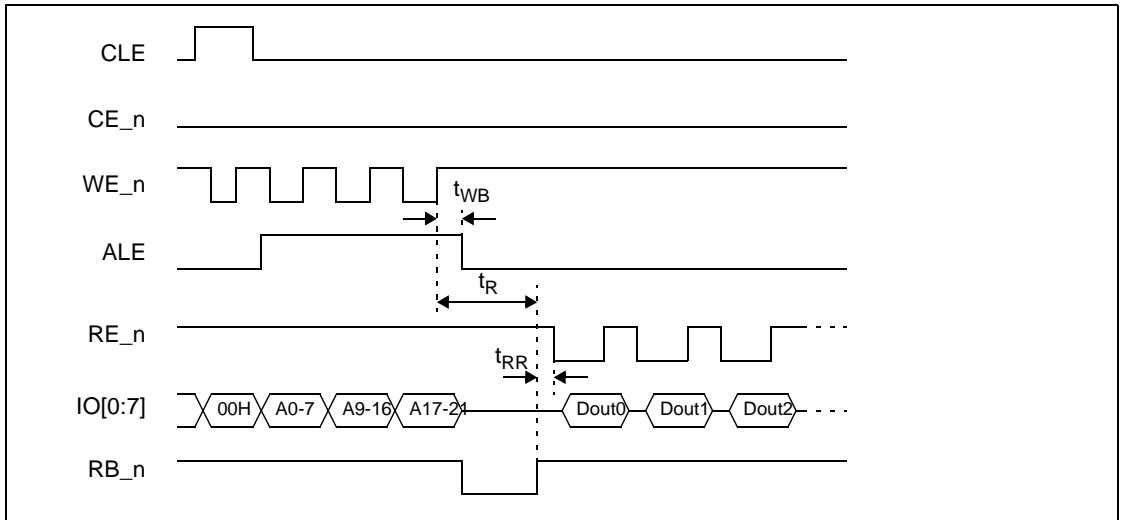 CLE
CE_n
WE_n
tWB
ALE
tR
RE_n
tRR
IO[0:7] 00H A0-7 A9-16 A17-21 Dout0 Dout1 Dout2
RB_n